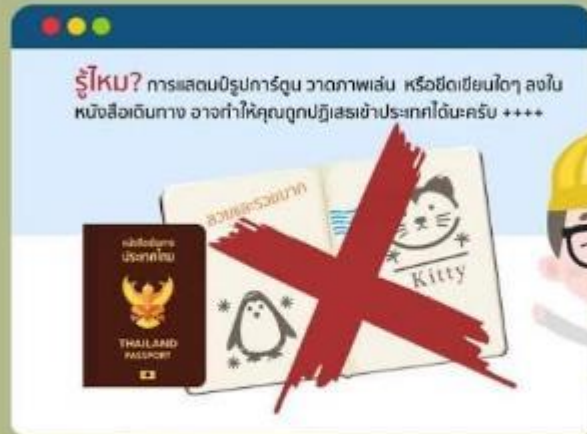 รู้ไหม? การแสตมป์รูปการ์ตูน วาดภาพเล่น หรือขีดเขียนใดๆ ลงใน
หนังสือเดินทาง อาจทำให้คุณถูกปฏิเสธเข้าประเทศได้นะครับ ++++
สวยและรวยมาก
Kitty
หนังสือเดินทาง
ประเทศไทย
THAILAND
PASSPORT